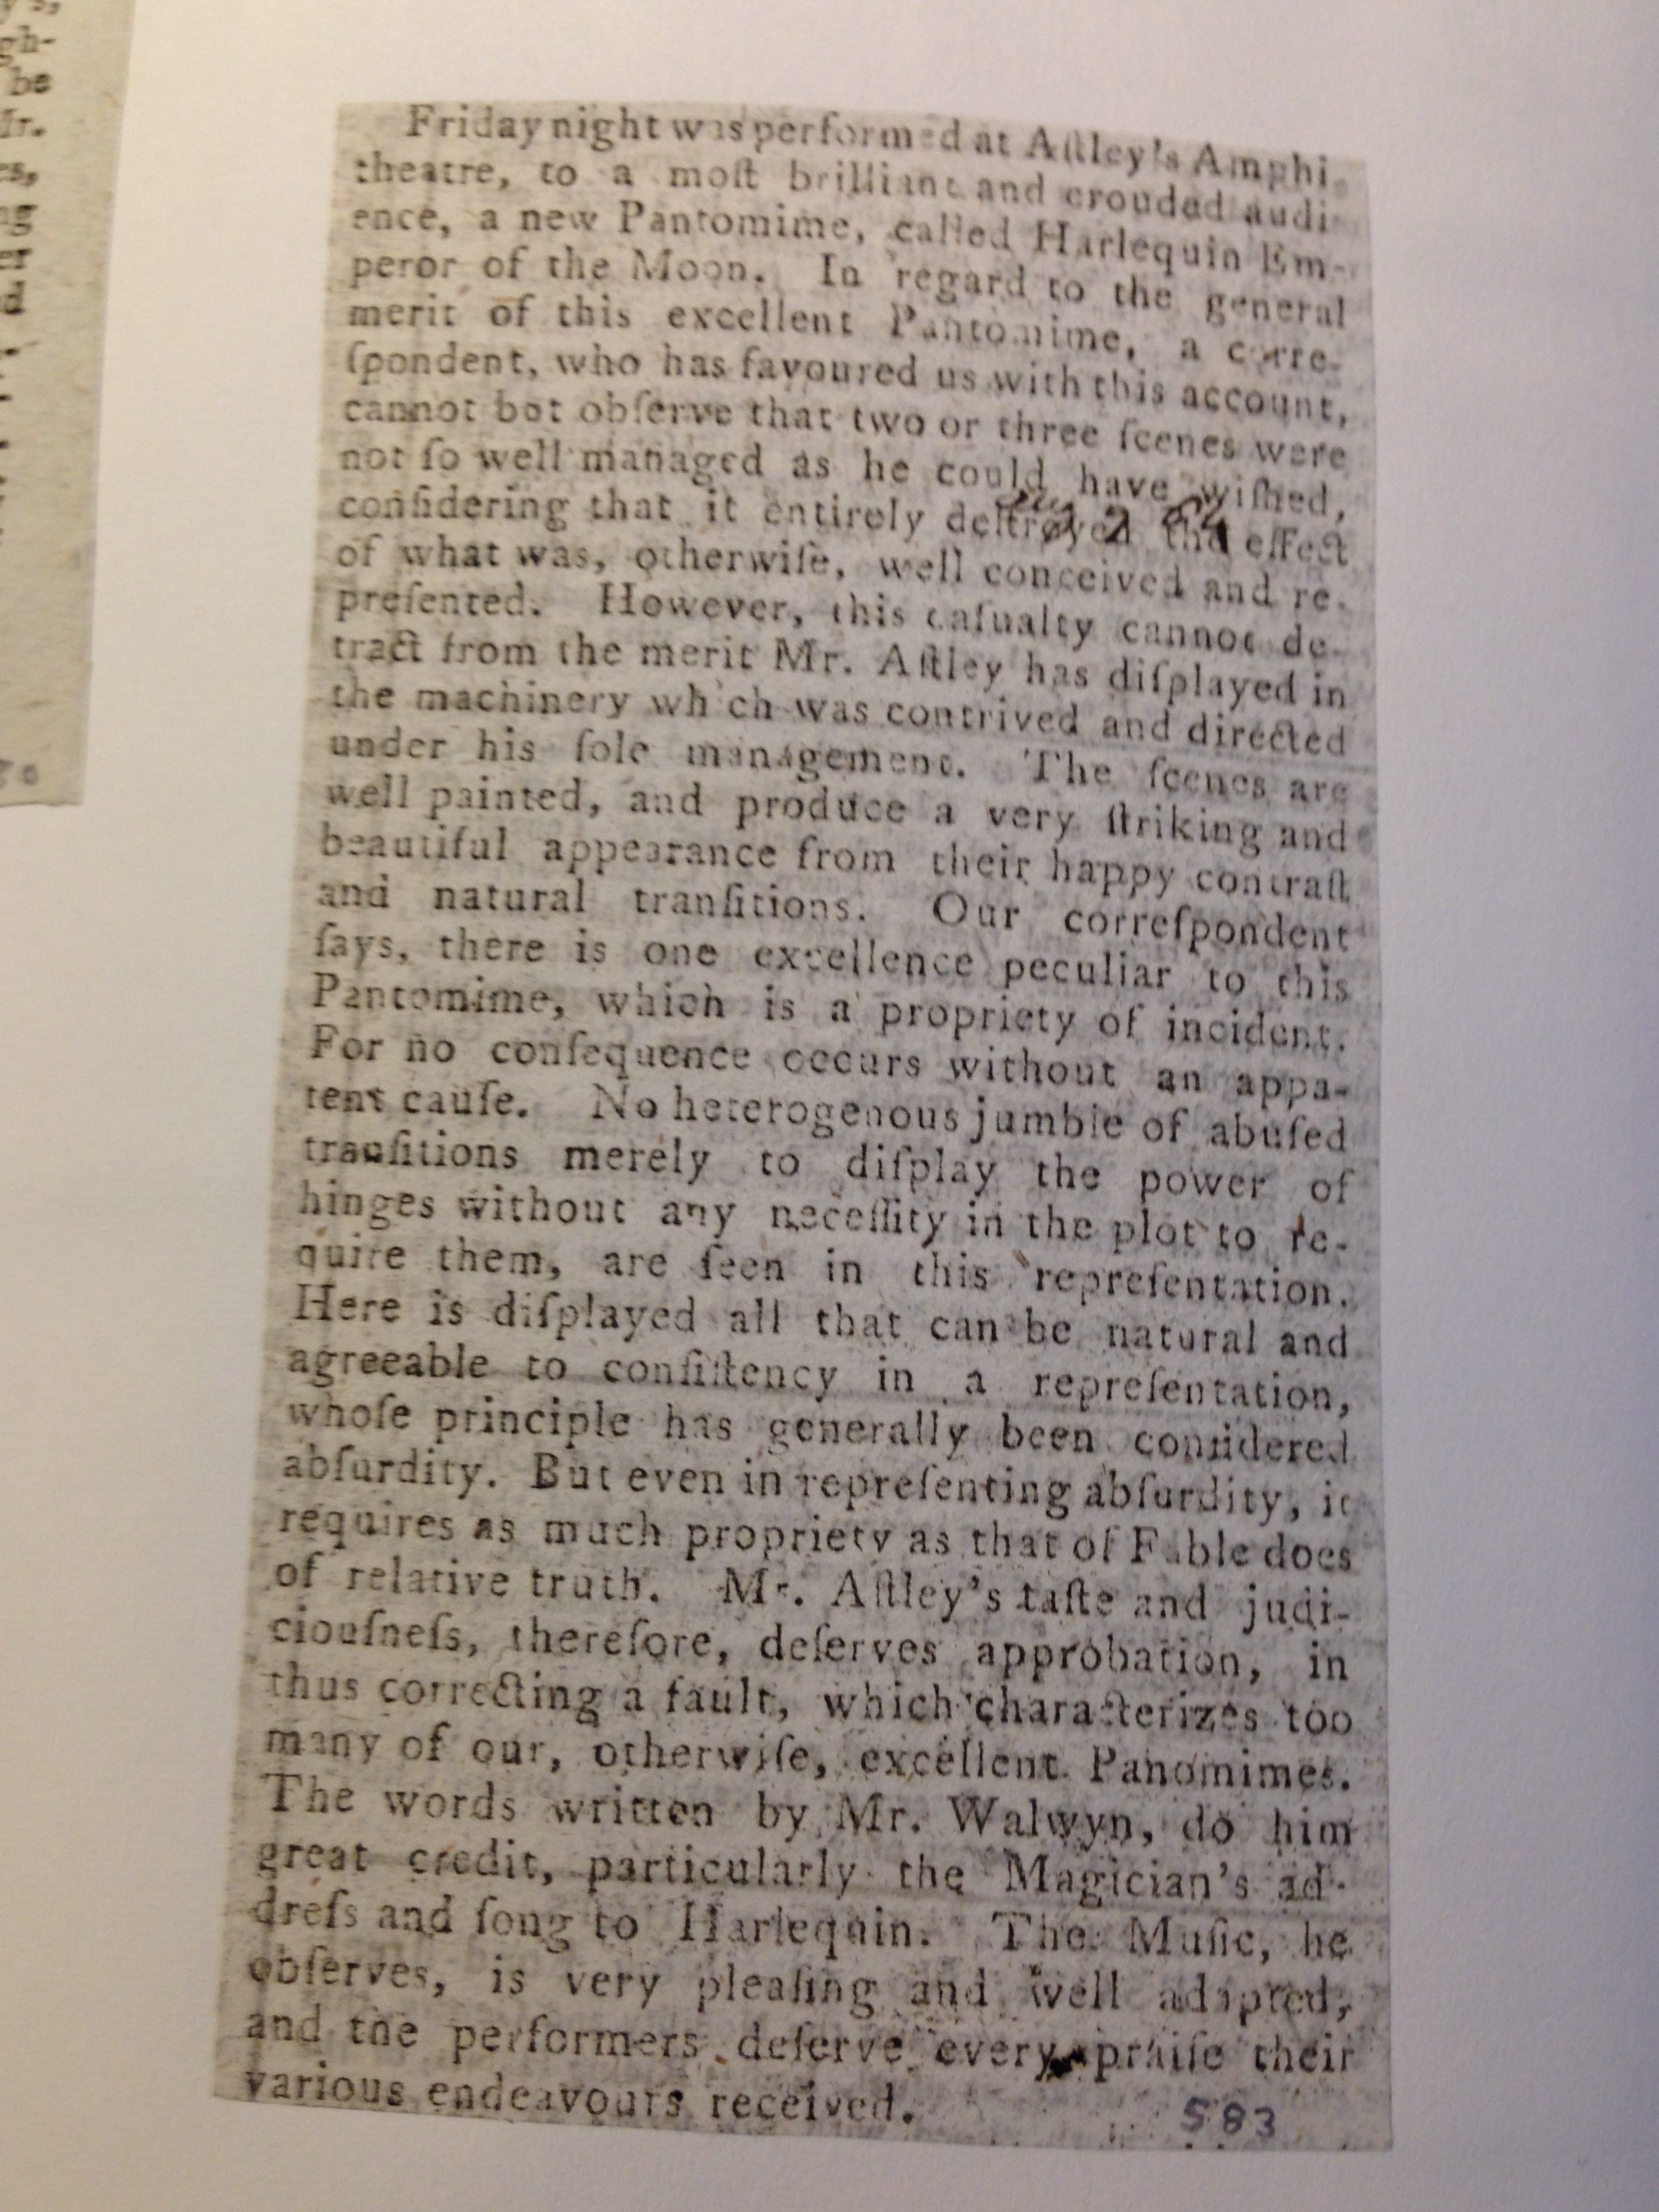 Friday night was performed at Aſtley's Amphi-
theatre, to a moſt brilliant and crouded audi
ence, a new Pantomime, called Harlequin Em-
peror of the Moon. In regard to the general
merit of this excellent Pantomime, a corre-
ſpondent, who has favoured us with this account,
cannot but obſerve that two or three ſcenes were
not ſo well managed as he could have wiſhed,
conſidering that it entirely deſtroyed the effect
of what was, otherwiſe, well conceived and re-
preſented. However, this caſualty cannot de-
tract from the merit Mr. Aſtley has diſplayed in
the machinery which was contrived and directed
under his ſole management. The ſcenes are
well painted, and produce a very ſtriking and
beautiful appearance from their happy contraſt
and natural tranſitions. Our correſpondent
ſays, there is one excellence peculiar to this
Pantomime, which is a propriety of incident.
For no conſequence occurs without an appa-
rent cauſe. No heterogenous jumble of abuſed
tranſitions merely to diſplay the power of
hinges without any neceſſity in the plot to re-
quire them, are ſeen in this repreſentation.
Here is diſplayed all that can be natural and
agreeable to conſiſtency in a repreſentation,
whoſe principle has generally been conſidered
abſurdity. But even in repreſenting abſurdity, it
requires as much propriety as that of Fable does
of relative truth. Mr. Aſtley's taſte and judi-
ciouſneſs, therefore, deſerves approbation, in
thus correcting a fault, which characterizes too
many of our, otherwiſe, excellent Panomimes.
The words written by Mr. Walwyn, do him
great credit, particularly the Magician's ad-
dreſs and ſong to Harlequin. The Muſic, he
obſerves, is very pleaſing and well adapted,
and the performers deſerve every praiſe their
various endeavours received.
583
gh-
be
es,
ng
er
d